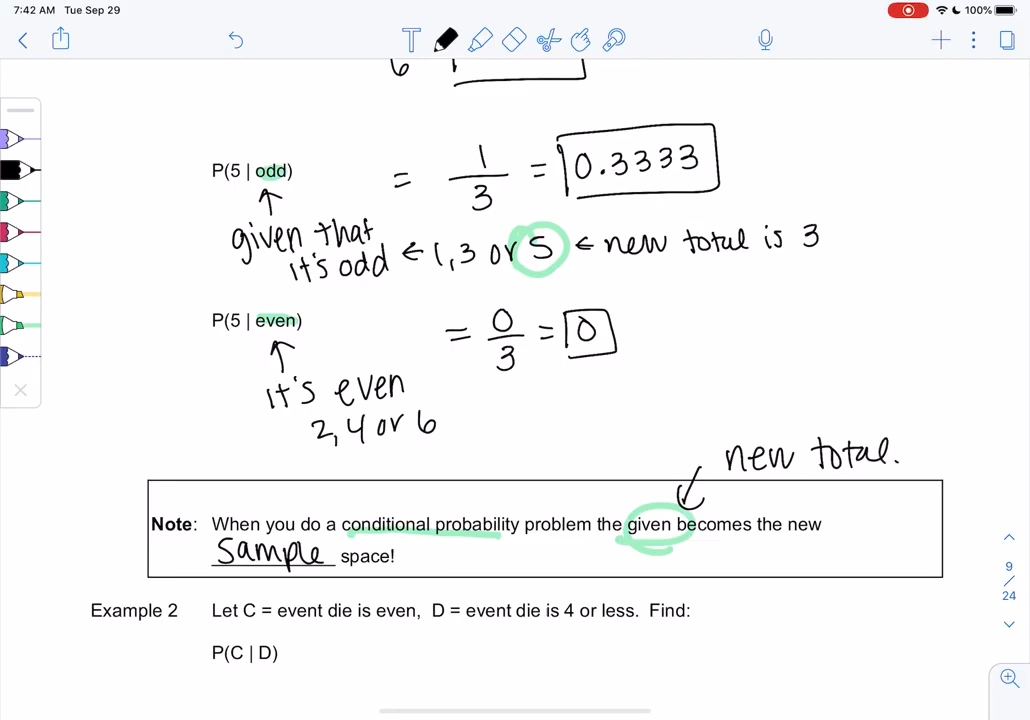 7:42 AM Tue Sep 29
100%
6
P(5 | odd)
= 1/3 = 0.3333
given that
it's odd ← 1, 3 or 5 ← new total is 3
P(5 | even)
= 0/3 = 0
it's even
2, 4 or 6
new total.
Note: When you do a conditional probability problem the given becomes the new
sample space!
Example 2 Let C = event die is even, D = event die is 4 or less. Find:
P(C | D)
9
/
24